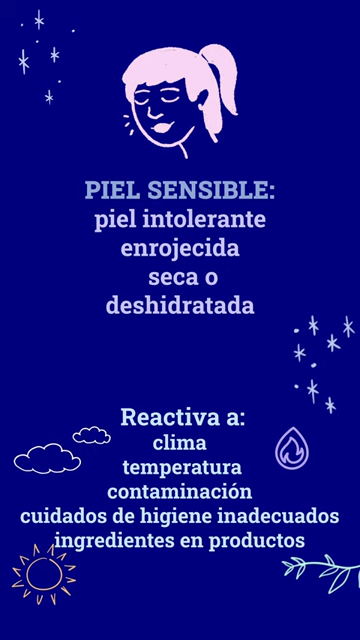 PIEL SENSIBLE:
piel intolerante
enrojecida
seca o
deshidratada
Reactiva a:
clima
temperatura
contaminación
cuidados de higiene inadecuados
ingredientes en productos